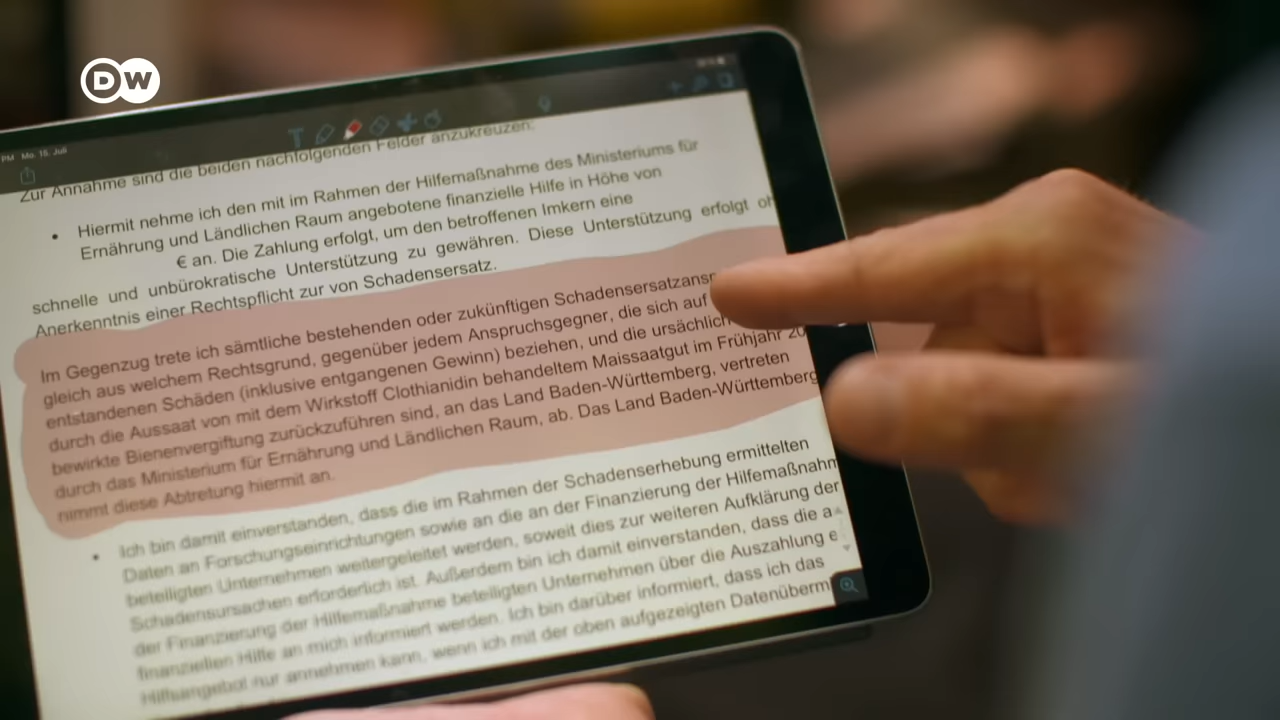 DW
PM Mo. 15. Juli
Zur Annahme sind die beiden nachfolgenden Felder anzukreuzen:
• Hiermit nehme ich den mit im Rahmen der Hilfemaßnahme des Ministeriums für
Ernährung und Ländlichen Raum angebotene finanzielle Hilfe in Höhe von
€ an. Die Zahlung erfolgt, um den betroffenen Imkern eine
schnelle und unbürokratische Unterstützung zu gewähren. Diese Unterstützung erfolgt oh
Anerkenntnis einer Rechtspflicht zur von Schadensersatz.
Im Gegenzug trete ich sämtliche bestehenden oder zukünftigen Schadensersatzansp
gleich aus welchem Rechtsgrund, gegenüber jedem Anspruchsgegner, die sich auf
entstandenen Schäden (inklusive entgangenen Gewinn) beziehen, und die ursächlich
durch die Aussaat von mit dem Wirkstoff Clothianidin behandeltem Maissaatgut im Frühjahr 20
bewirkte Bienenvergiftung zurückzuführen sind, an das Land Baden-Württemberg, vertreten
durch das Ministerium für Ernährung und Ländlichen Raum, ab. Das Land Baden-Württemberg
nimmt diese Abtretung hiermit an.
• Ich bin damit einverstanden, dass die im Rahmen der Schadenserhebung ermittelten
Daten an Forschungseinrichtungen sowie an die an der Finanzierung der Hilfemaßnahm
beteiligten Unternehmen weitergeleitet werden, soweit dies zur weiteren Aufklärung der
Schadensursachen erforderlich ist. Außerdem bin ich damit einverstanden, dass die a
der Finanzierung der Hilfemaßnahme beteiligten Unternehmen über die Auszahlung e
finanziellen Hilfe an mich informiert werden. Ich bin darüber informiert, dass ich das
Hilfsangebot nur annehmen kann, wenn ich mit der oben aufgezeigten Datenüberm